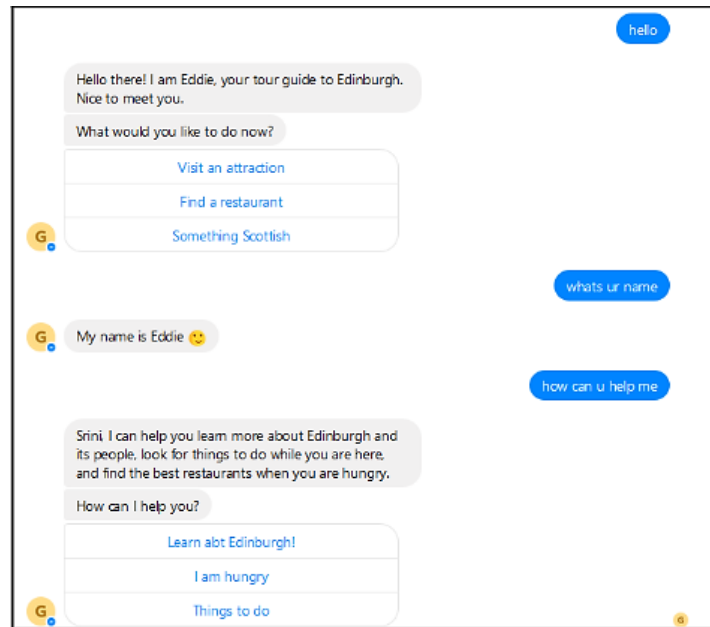 hello
Hello there! I am Eddie, your tour guide to Edinburgh.
Nice to meet you.
What would you like to do now?
Visit an attraction
Find a restaurant
Something Scottish
G
whats ur name
G
My name is Eddie 🙂
how can u help me
Srini, I can help you learn more about Edinburgh and
its people, look for things to do while you are here,
and find the best restaurants when you are hungry.
How can I help you?
Learn abt Edinburgh!
I am hungry
Things to do
G
G